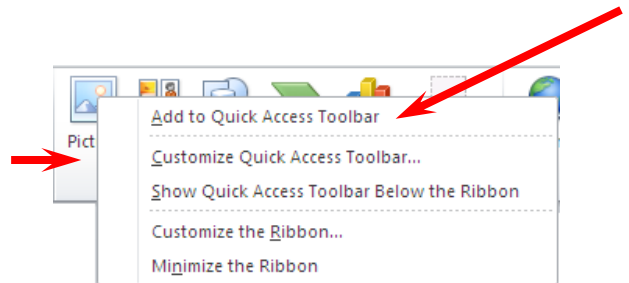 Add to Quick Access Toolbar
Pict
Customize Quick Access Toolbar...
Show Quick Access Toolbar Below the Ribbon
Customize the Ribbon...
Minimize the Ribbon